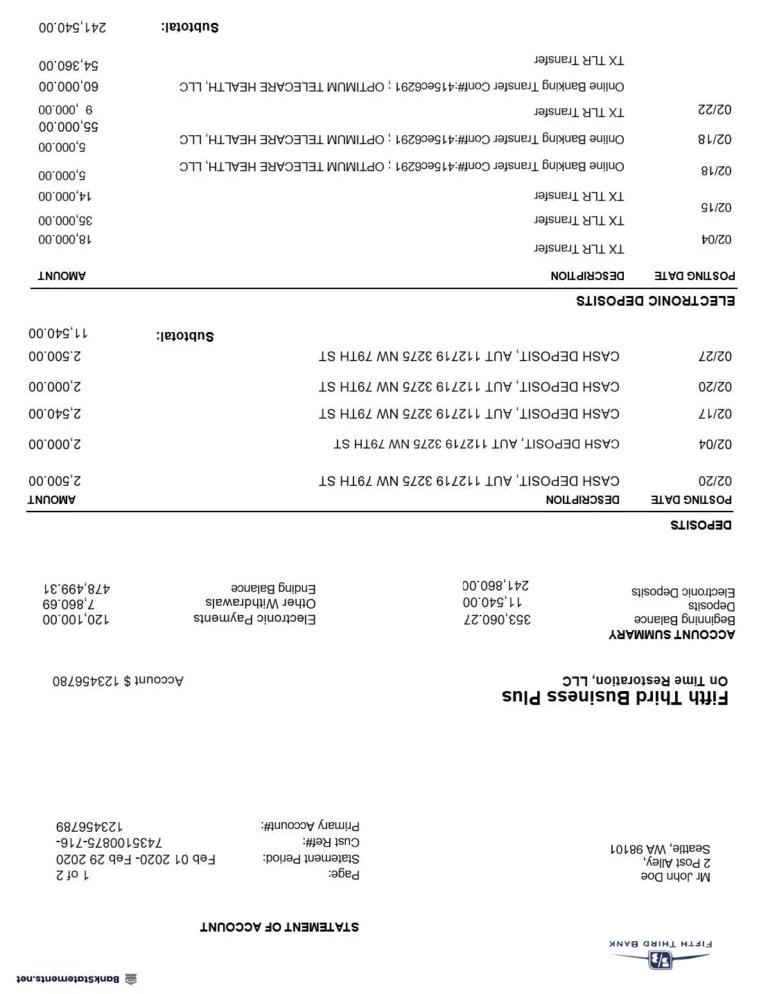 BankStatements.net
FIFTH THIRD BANK
STATEMENT OF ACCOUNT
Mr John Doe
2 Post Alley,
Seattle, WA 98101
Page: 1 of 2
Statement Period: Feb 01 2020- Feb 29 2020
Cust Ref#: 7435100875-716-
Primary Account#: 123456789
Fifth Third Business Plus
On Time Restoration, LLC
Account $ 123456780
ACCOUNT SUMMARY
Beginning Balance 353,060.27 Electronic Payments 120,100.00
Deposits 11,540.00 Other Withdrawals 7,860.69
Electronic Deposits 241,860.00 Ending Balance 478,499.31
DEPOSITS
POSTING DATE DESCRIPTION AMOUNT
02/20 CASH DEPOSIT, AUT 112719 3275 NW 79TH ST 2,500.00
02/04 CASH DEPOSIT, AUT 112719 3275 NW 79TH ST 2,000.00
02/17 CASH DEPOSIT, AUT 112719 3275 NW 79TH ST 2,540.00
02/20 CASH DEPOSIT, AUT 112719 3275 NW 79TH ST 2,000.00
02/27 CASH DEPOSIT, AUT 112719 3275 NW 79TH ST 2.500.00
Subtotal: 11,540.00
ELECTRONIC DEPOSITS
POSTING DATE DESCRIPTION AMOUNT
02/04 TX TLR Transfer 18,000.00
TX TLR Transfer 35,000.00
02/15 TX TLR Transfer 14,000.00
02/18 Online Banking Transfer Conf#:415ec6291 ; OPTIMUM TELECARE HEALTH, LLC 5,000.00
02/18 Online Banking Transfer Conf#:415ec6291 ; OPTIMUM TELECARE HEALTH, LLC 5,000.00
55,000.00
02/22 TX TLR Transfer 9 ,000.00
Online Banking Transfer Conf#:415ec6291 ; OPTIMUM TELECARE HEALTH, LLC 60,000.00
TX TLR Transfer 54,360.00
Subtotal: 241,540.00